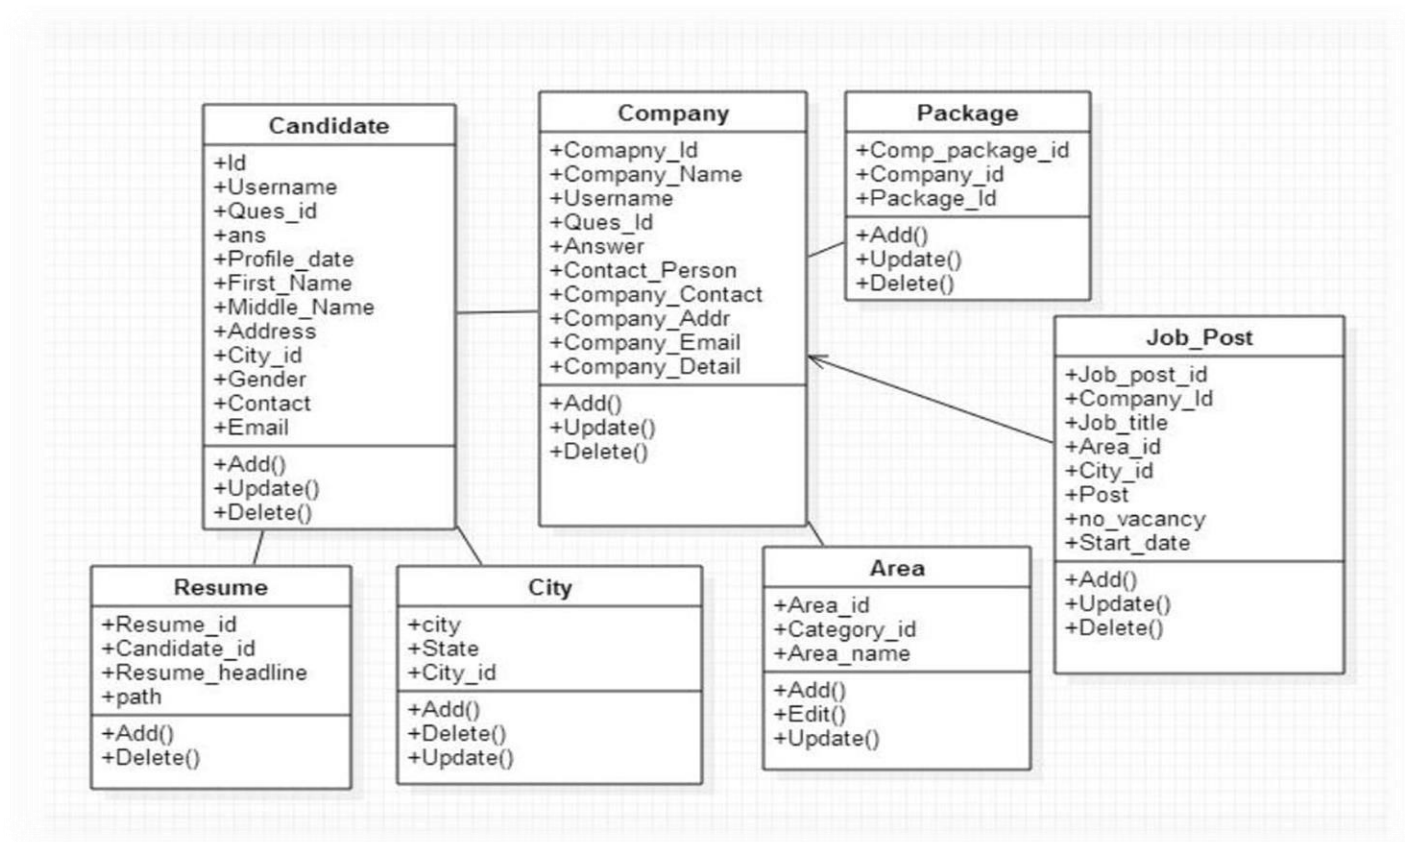 Candidate
+Id
+Username
+Ques_id
+ans
+Profile_date
+First_Name
+Middle_Name
+Address
+City_id
+Gender
+Contact
+Email
+Add()
+Update()
+Delete()
Company
+Comapny_Id
+Company_Name
+Username
+Ques_Id
+Answer
+Contact_Person
+Company_Contact
+Company_Addr
+Company_Email
+Company_Detail
+Add()
+Update()
+Delete()
Package
+Comp_package_id
+Company_id
+Package_Id
+Add()
+Update()
+Delete()
Job_Post
+Job_post_id
+Company_Id
+Job_title
+Area_id
+City_id
+Post
+no_vacancy
+Start_date
+Add()
+Update()
+Delete()
Resume
+Resume_id
+Candidate_id
+Resume_headline
+path
+Add()
+Delete()
City
+city
+State
+City_id
+Add()
+Delete()
+Update()
Area
+Area_id
+Category_id
+Area_name
+Add()
+Edit()
+Update()